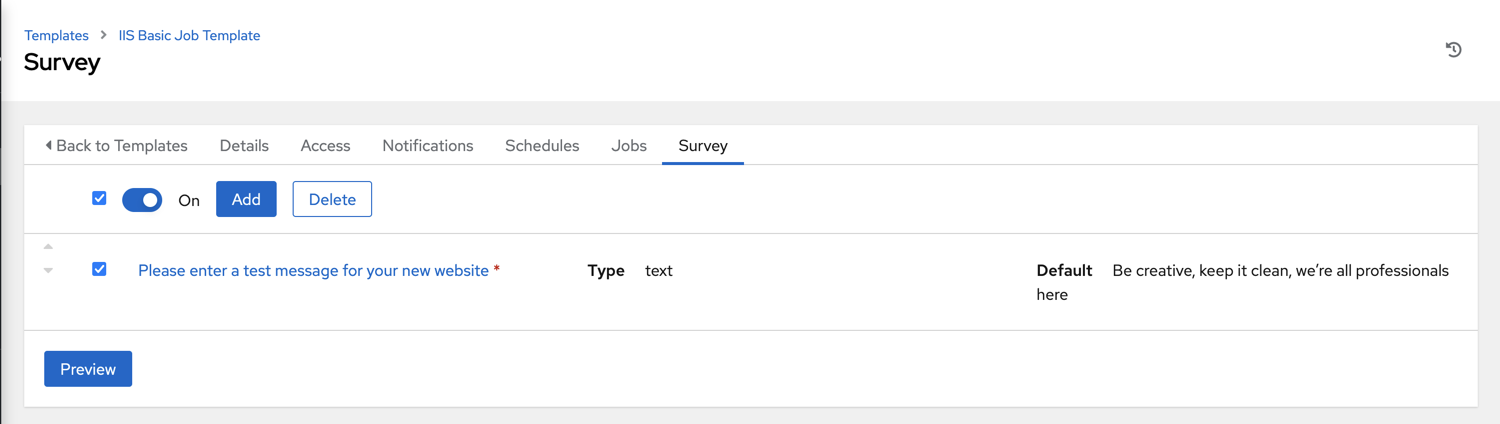 Templates > IIS Basic Job Template
Survey
Back to Templates Details Access Notifications Schedules Jobs Survey
On Add Delete
Please enter a test message for your new website * Type text Default Be creative, keep it clean, we’re all professionals
here
Preview